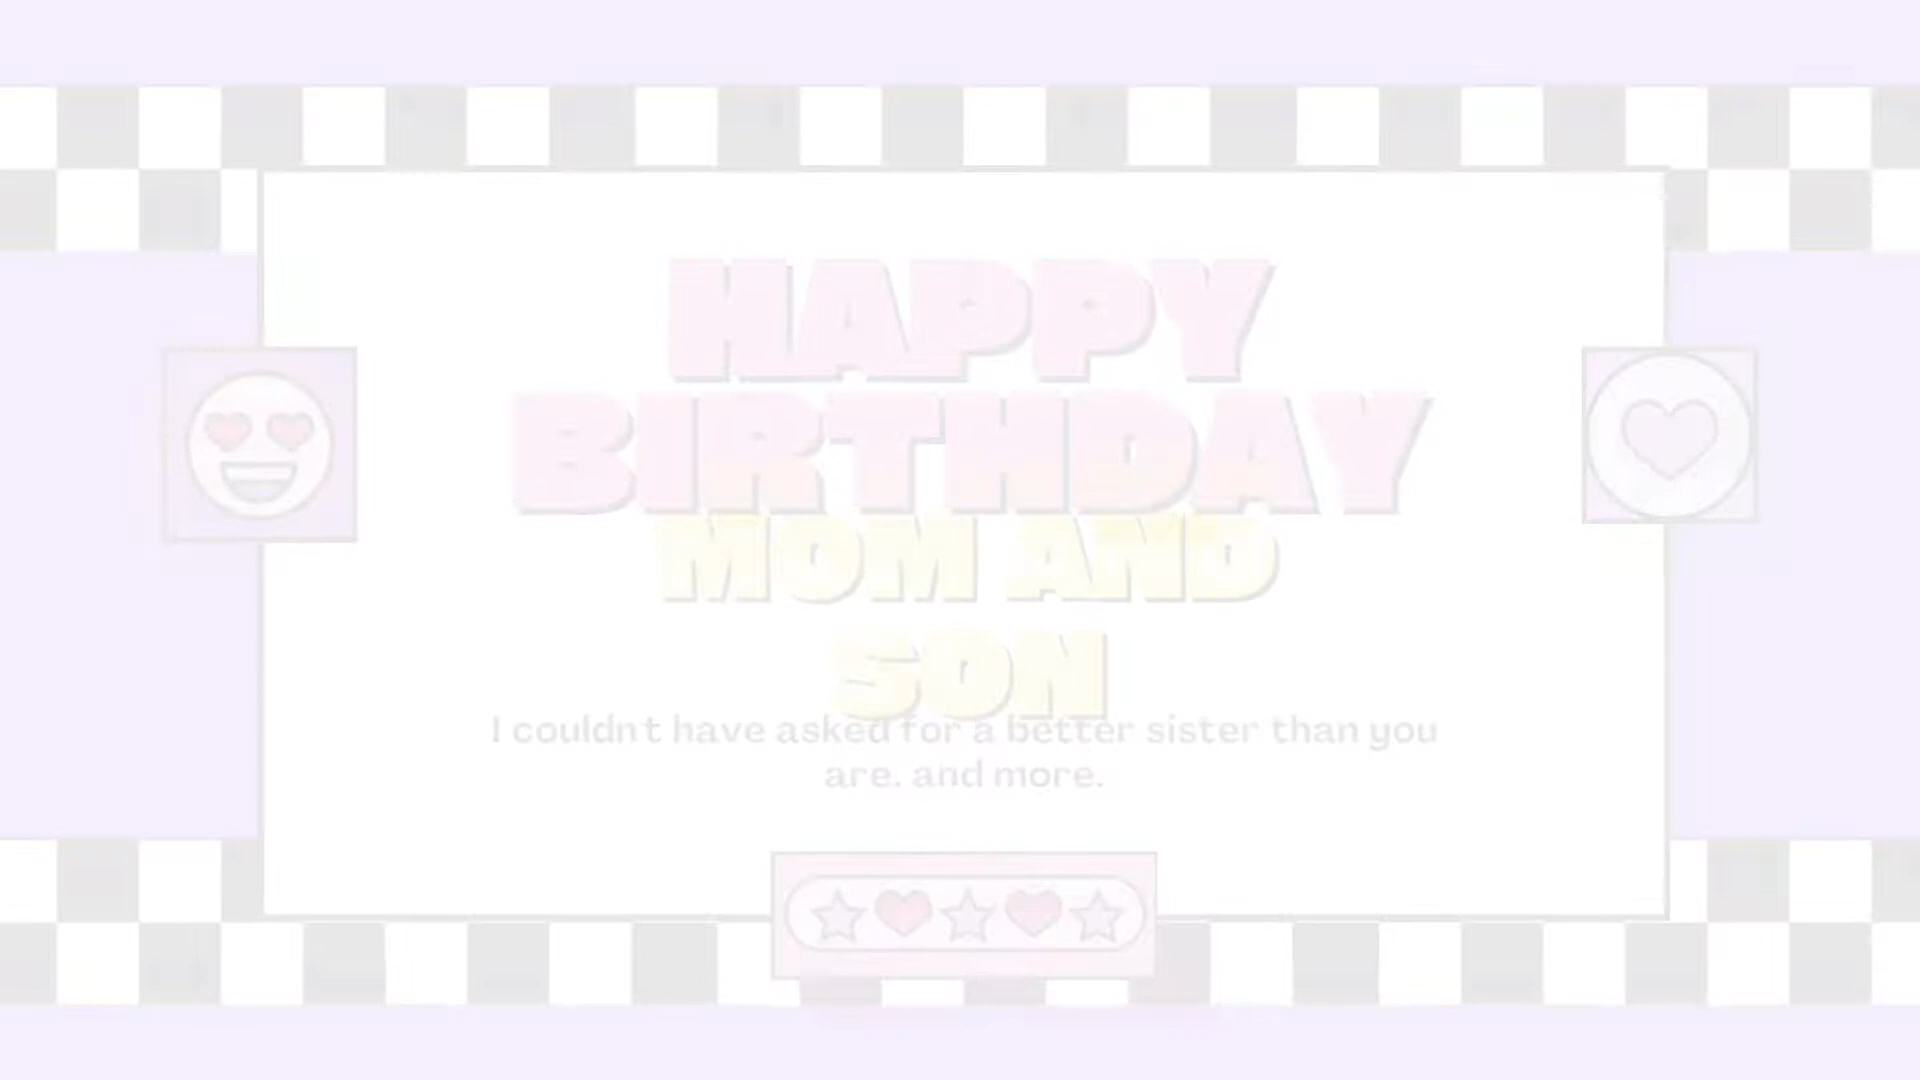 HAPPY
BIRTHDAY
MOM AND
SON
I couldn't have asked for a better sister than you
are. and more.